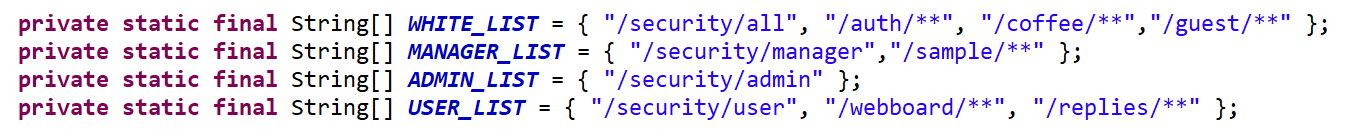 private static final String[] WHITE_LIST = { "/security/all", "/auth/**", "/coffee/**","/guest/**" };
private static final String[] MANAGER_LIST = { "/security/manager","/sample/**" };
private static final String[] ADMIN_LIST = { "/security/admin" };
private static final String[] USER_LIST = { "/security/user", "/webboard/**", "/replies/**" };